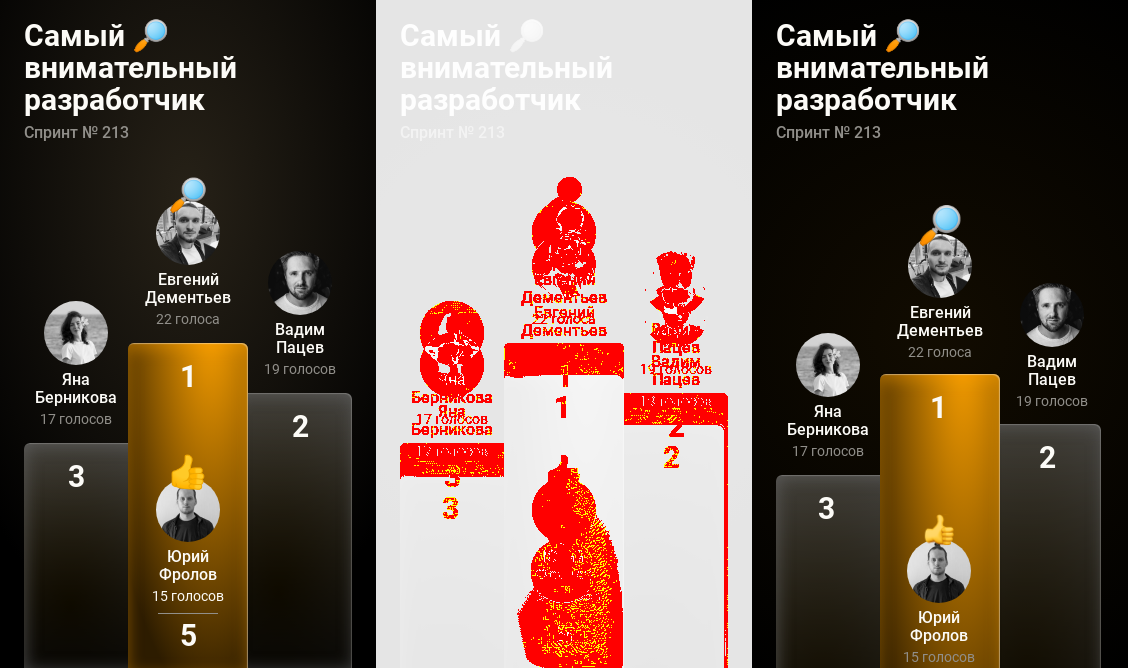 Самый 🔎
внимательный
разработчик
Спринт № 213
Евгений
Дементьев
22 голоса
Вадим
Пацев
19 голосов
Яна
Берникова
17 голосов
1
2
3
Юрий
Фролов
15 голосов
5
Самый 🔎
внимательный
разработчик
Спринт № 213
Евгений
Дементьев
22 голоса
Евгений
Дементьев
Вадим
Пацев
19 голосов
Вадим
Пацев
Яна
Берникова
17 голосов
Яна
Берникова
17 голосов
1
1
2
2
3
3
Самый 🔎
внимательный
разработчик
Спринт № 213
Евгений
Дементьев
22 голоса
Вадим
Пацев
19 голосов
Яна
Берникова
17 голосов
1
2
3
Юрий
Фролов
15 голосов